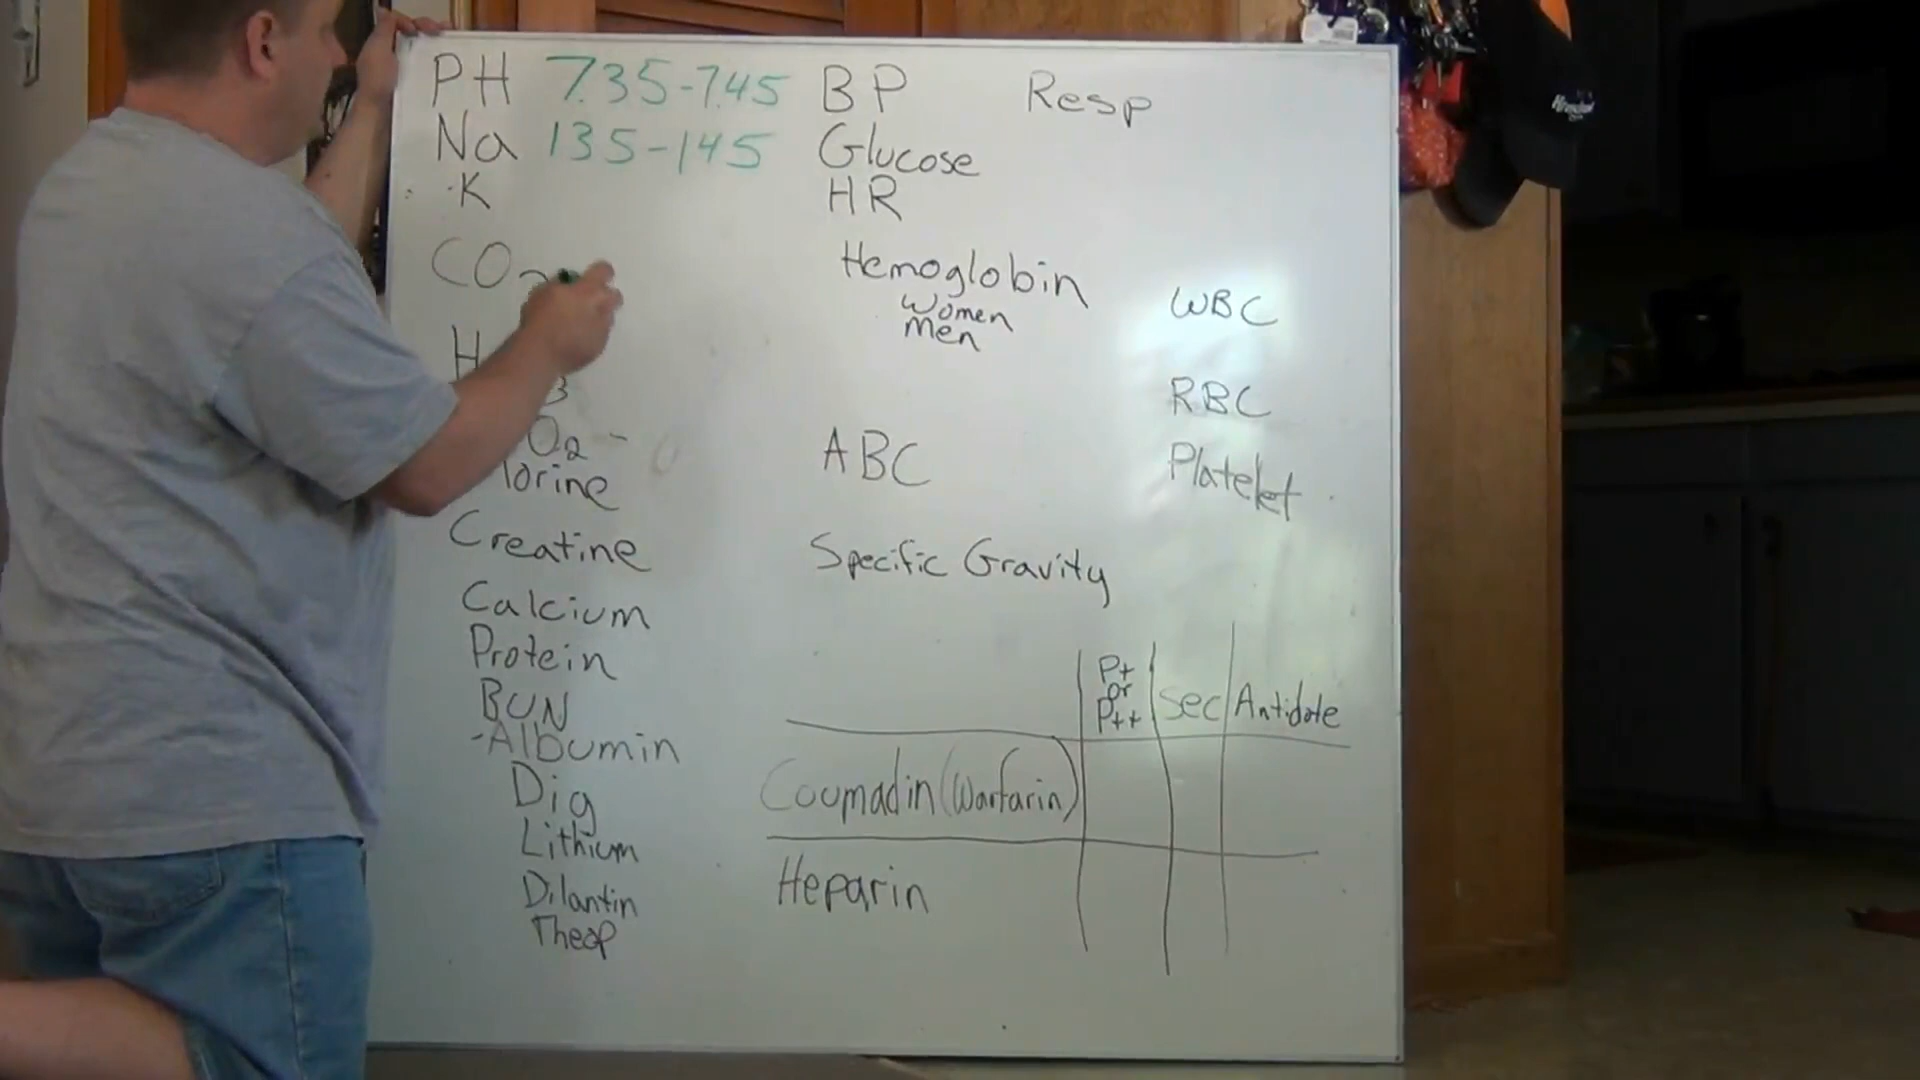 PH 7.35-7.45
Na 135-145
K
CO
H
3
O2 -
lorine
Creatine
Calcium
Protein
BUN
-Albumin
Dig
Lithium
Dilantin
Theop
BP
Glucose
HR
Hemoglobin
Women
Men
ABC
Specific Gravity
Resp
WBC
RBC
Platelet
P+
or
P++
Sec
Antidote
Coumadin (Warfarin)
Heparin